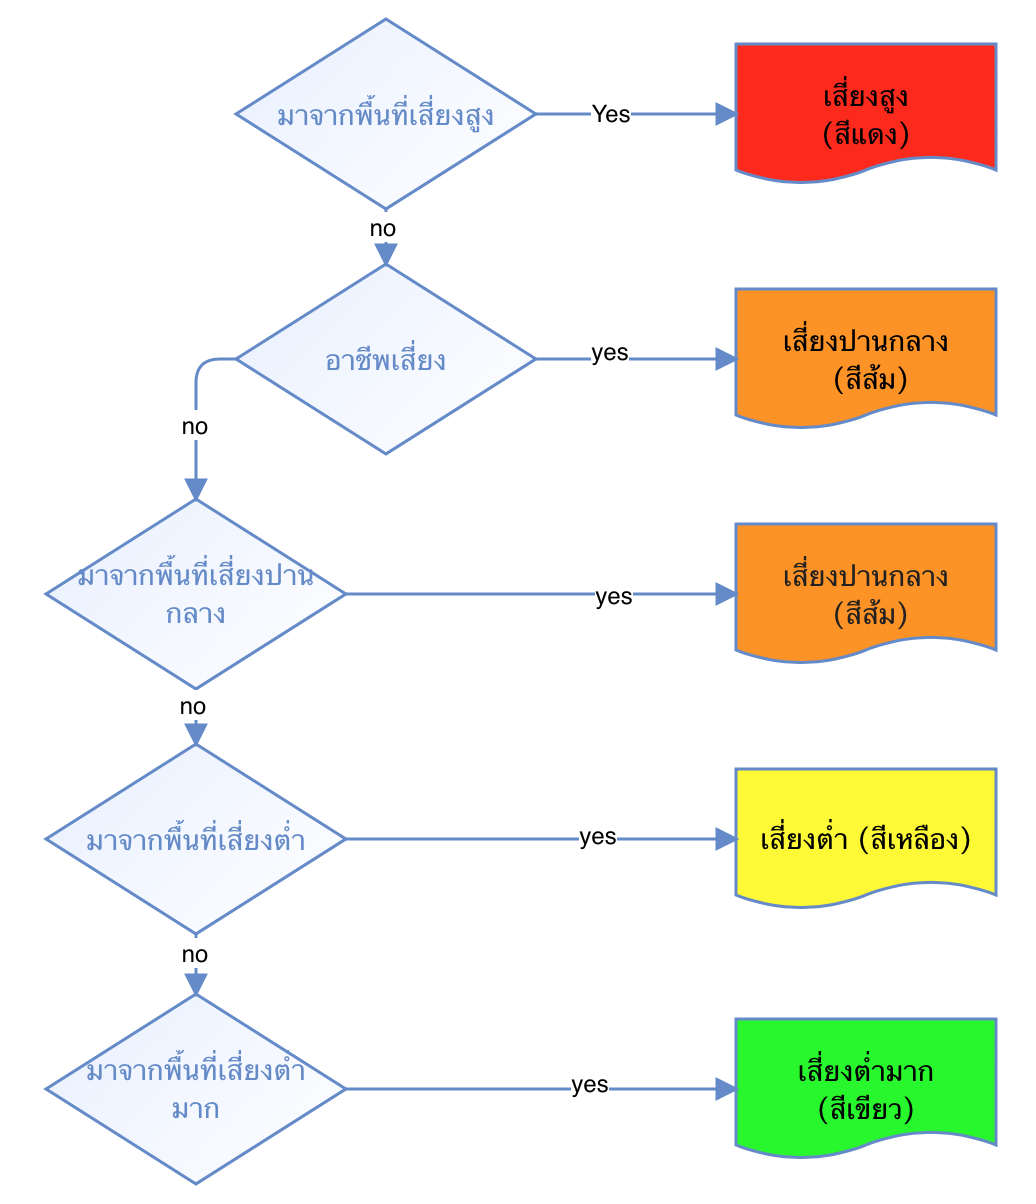 มาจากพื้นที่เสี่ยงสูง
Yes
เสี่ยงสูง
(สีแดง)
no
อาชีพเสี่ยง
yes
เสี่ยงปานกลาง
(สีส้ม)
no
มาจากพื้นที่เสี่ยงปาน
กลาง
yes
เสี่ยงปานกลาง
(สีส้ม)
no
มาจากพื้นที่เสี่ยงต่ำ
yes
เสี่ยงต่ำ (สีเหลือง)
no
มาจากพื้นที่เสี่ยงต่ำ
มาก
yes
เสี่ยงต่ำมาก
(สีเขียว)